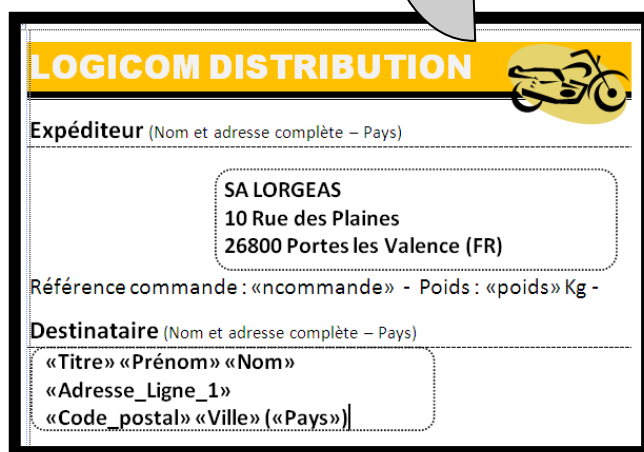 LOGICOM DISTRIBUTION
Expéditeur (Nom et adresse complète – Pays)
SA LORGEAS
10 Rue des Plaines
26800 Portes les Valence (FR)
Référence commande : «ncommande» - Poids : «poids» Kg -
Destinataire (Nom et adresse complète – Pays)
«Titre» «Prénom» «Nom»
«Adresse_Ligne_1»
«Code_postal» «Ville» («Pays»)